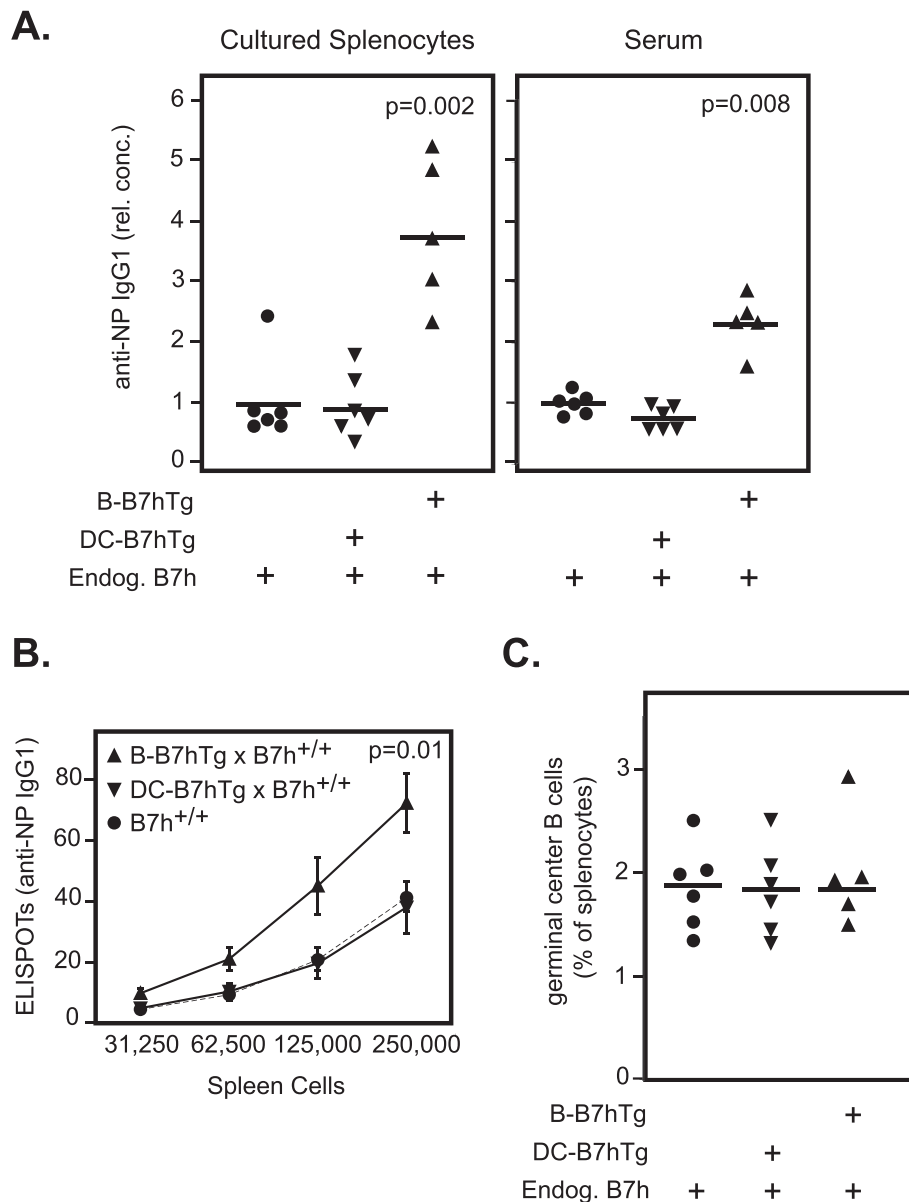 A.
Cultured Splenocytes
Serum
anti-NP IgG1 (rel. conc.)
6
5
4
3
2
1
0
p=0.002
p=0.008
B-B7hTg + +
DC-B7hTg + +
Endog. B7h + + + + + +
B.
ELISPOTs (anti-NP IgG1)
80
60
40
20
0
B-B7hTg x B7h+/+
DC-B7hTg x B7h+/+
B7h+/+
p=0.01
31,250 62,500 125,000 250,000
Spleen Cells
C.
germinal center B cells
(% of splenocytes)
3
2
1
0
B-B7hTg +
DC-B7hTg +
Endog. B7h + + +